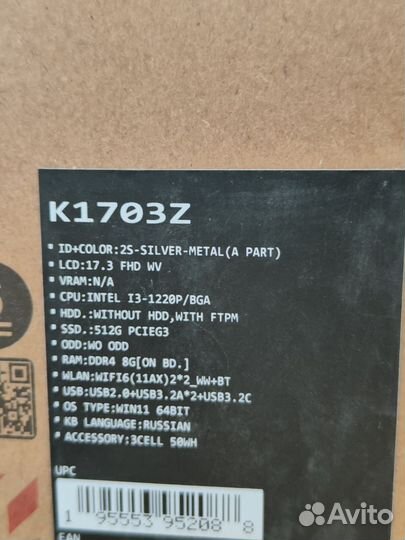 K1703Z
▪ ID+COLOR:2S-SILVER-METAL(A PART)
▪ LCD:17.3 FHD WV
▪ VRAM:N/A
▪ CPU:INTEL I3-1220P/BGA
▪ HDD.:WITHOUT HDD,WITH FTPM
▪ SSD.:512G PCIEG3
▪ ODD:WO ODD
▪ RAM:DDR4 8G[ON BD.]
▪ WLAN:WIFI6(11AX)2*2_WW+BT
▪ USB:USB2.0+USB3.2A*2+USB3.2C
▪ OS TYPE:WIN11 64BIT
▪ KB LANGUAGE:RUSSIAN
▪ ACCESSORY:3CELL 50WH
UPC
1 95553 95208 8
EAN
Avito